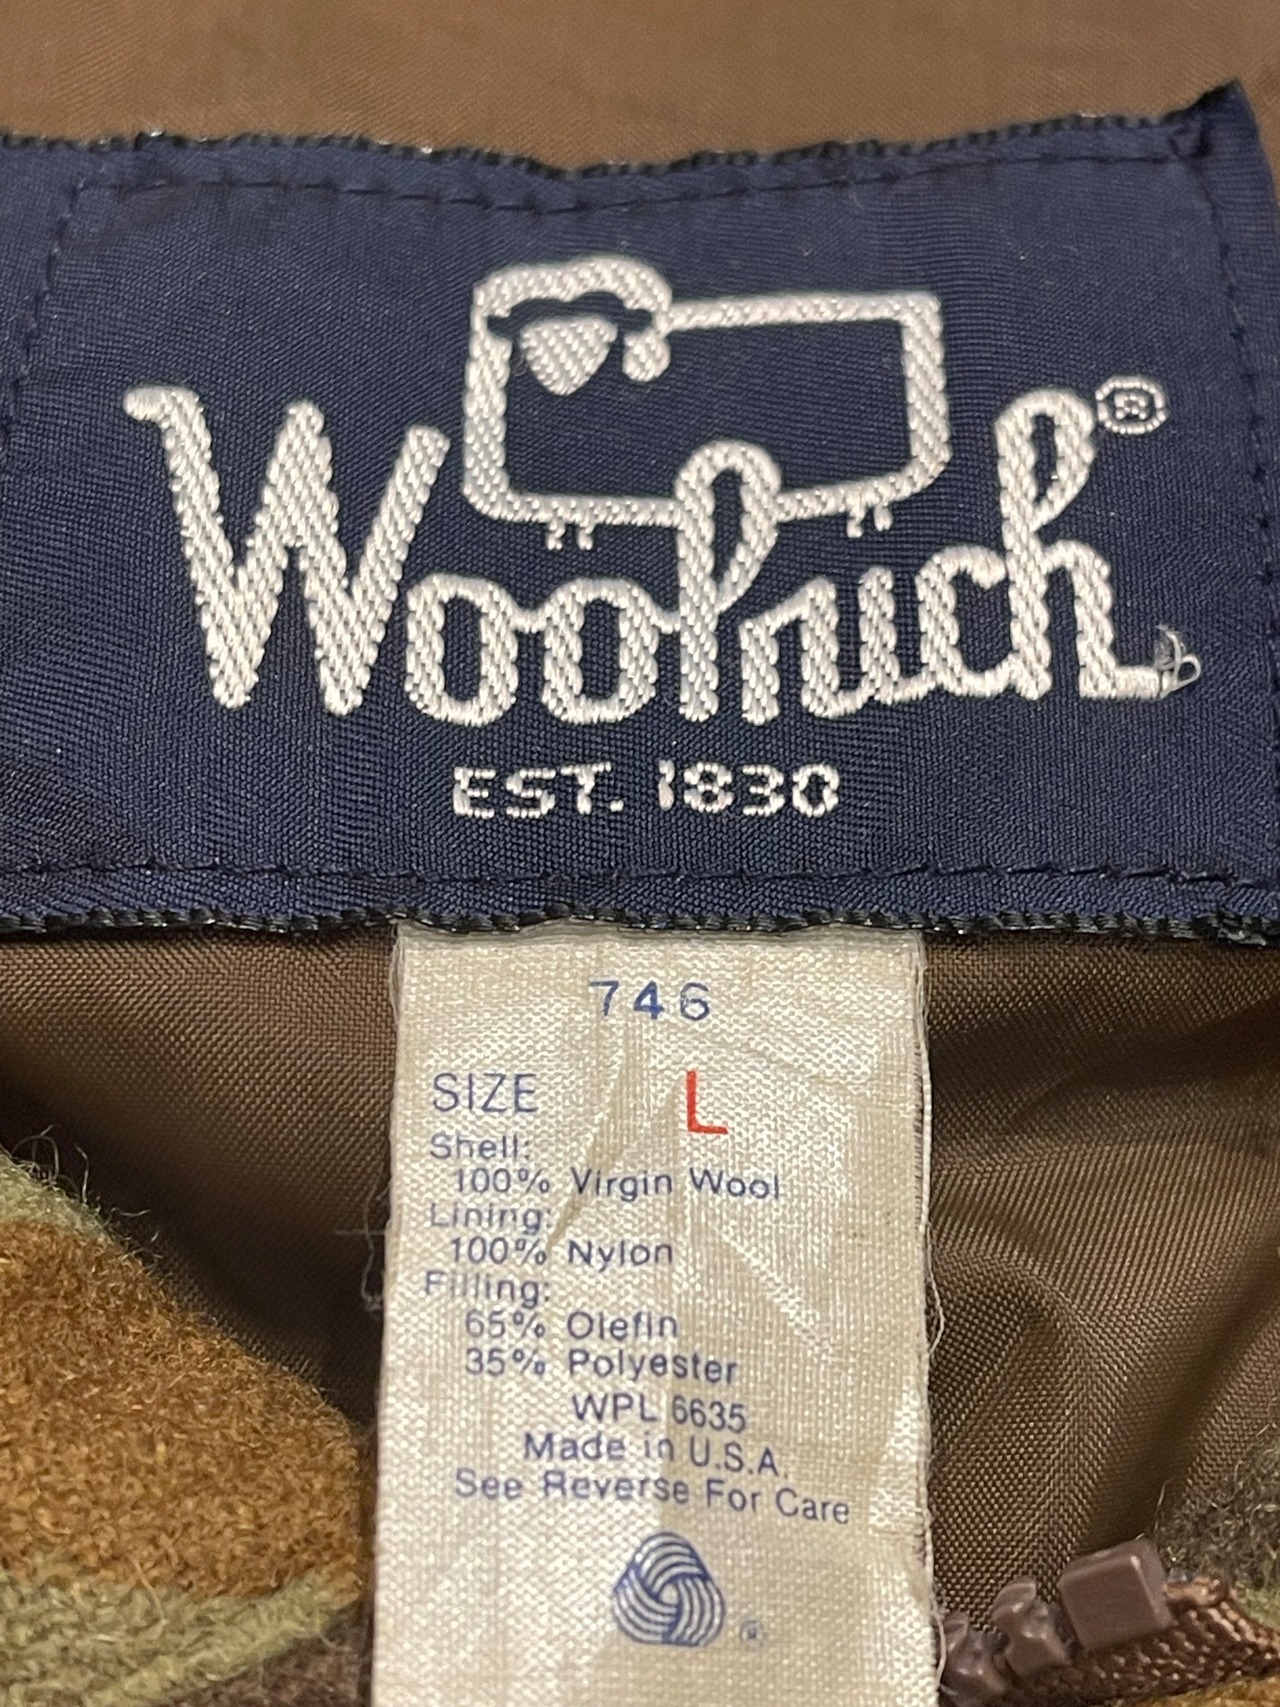 Woolrich®
EST. 1830
746
SIZE L
Shell:
100% Virgin Wool
Lining:
100% Nylon
Filling:
65% Olefin
35% Polyester
WPL 6635
Made in U.S.A.
See Reverse For Care
®